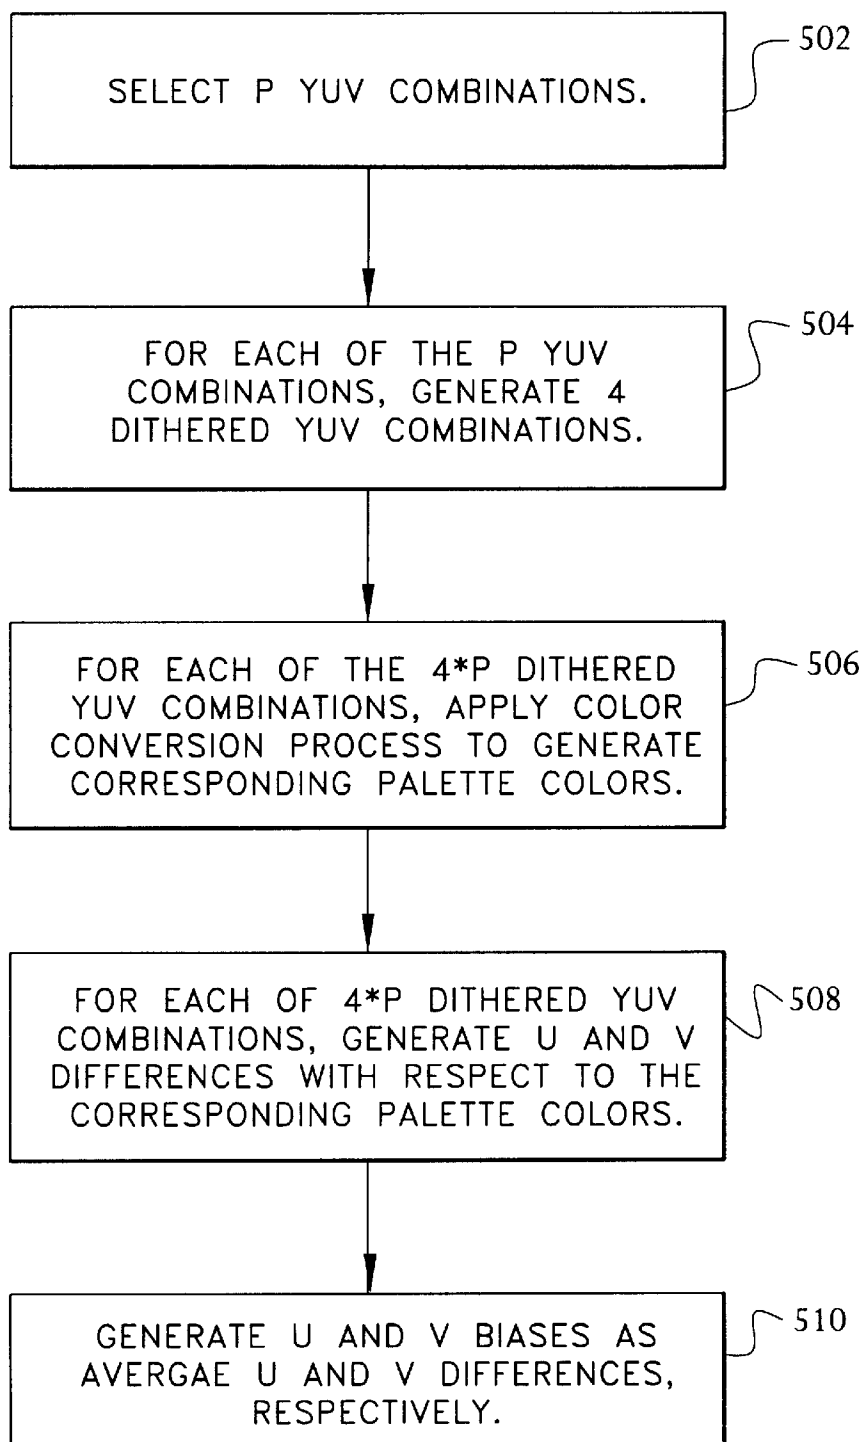 502
SELECT P YUV COMBINATIONS.
504
FOR EACH OF THE P YUV
COMBINATIONS, GENERATE 4
DITHERED YUV COMBINATIONS.
506
FOR EACH OF THE 4*P DITHERED
YUV COMBINATIONS, APPLY COLOR
CONVERSION PROCESS TO GENERATE
CORRESPONDING PALETTE COLORS.
508
FOR EACH OF 4*P DITHERED YUV
COMBINATIONS, GENERATE U AND V
DIFFERENCES WITH RESPECT TO THE
CORRESPONDING PALETTE COLORS.
510
GENERATE U AND V BIASES AS
AVERGAE U AND V DIFFERENCES,
RESPECTIVELY.